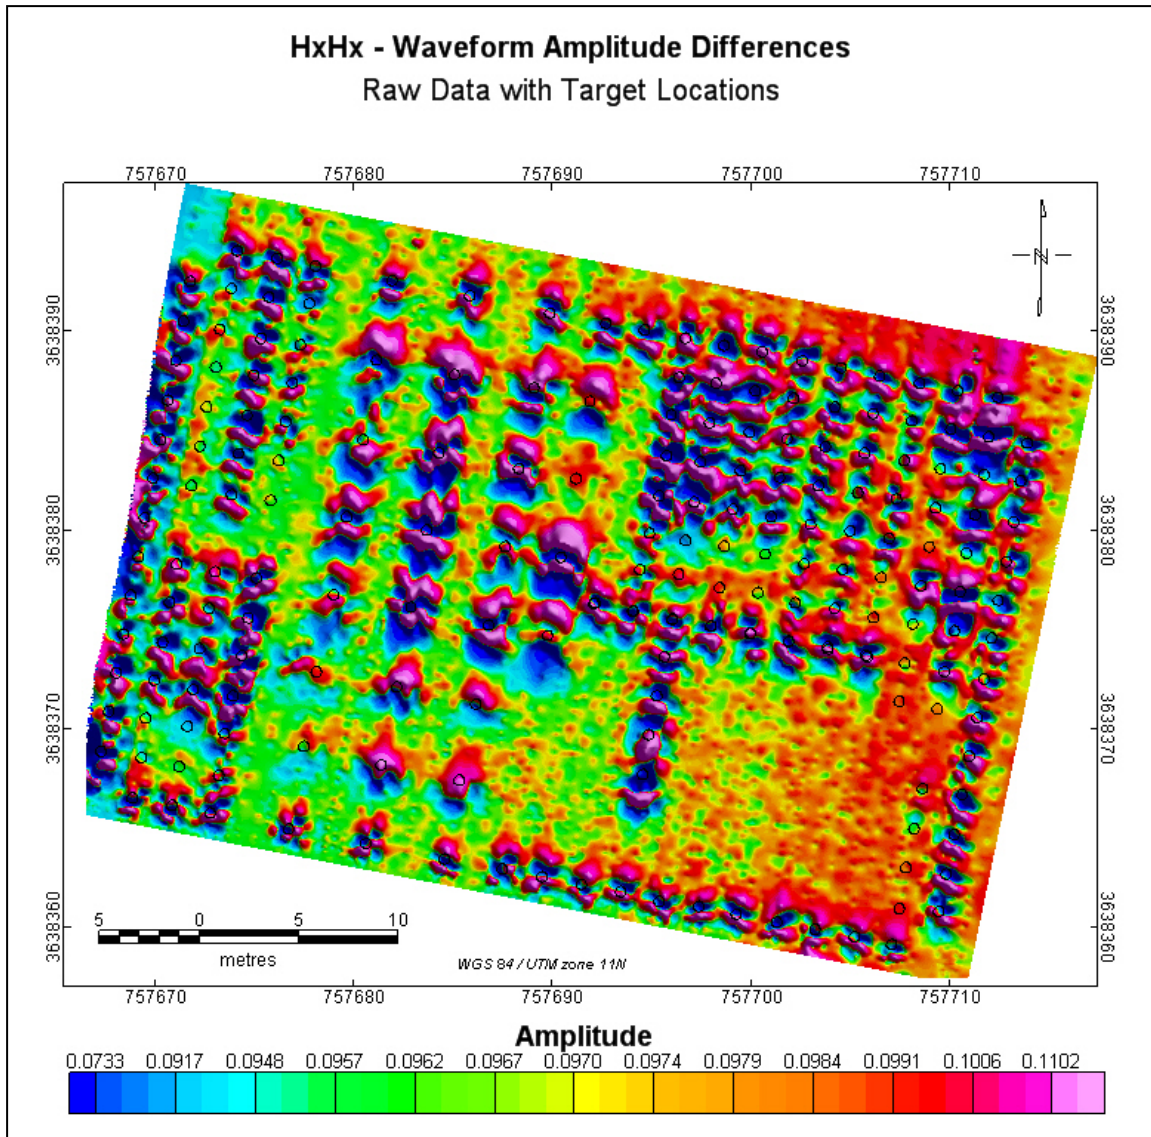 HxHx - Waveform Amplitude Differences
Raw Data with Target Locations
757670 757680 757690 757700 757710
N
3638390 3638390
3638380 3638380
3638370 3638370
3638360 3638360
5 0 5 10
metres
WGS 84 / UTM zone 11N
757670 757680 757690 757700 757710
Amplitude
0.0733 0.0917 0.0948 0.0957 0.0962 0.0967 0.0970 0.0974 0.0979 0.0984 0.0991 0.1006 0.1102